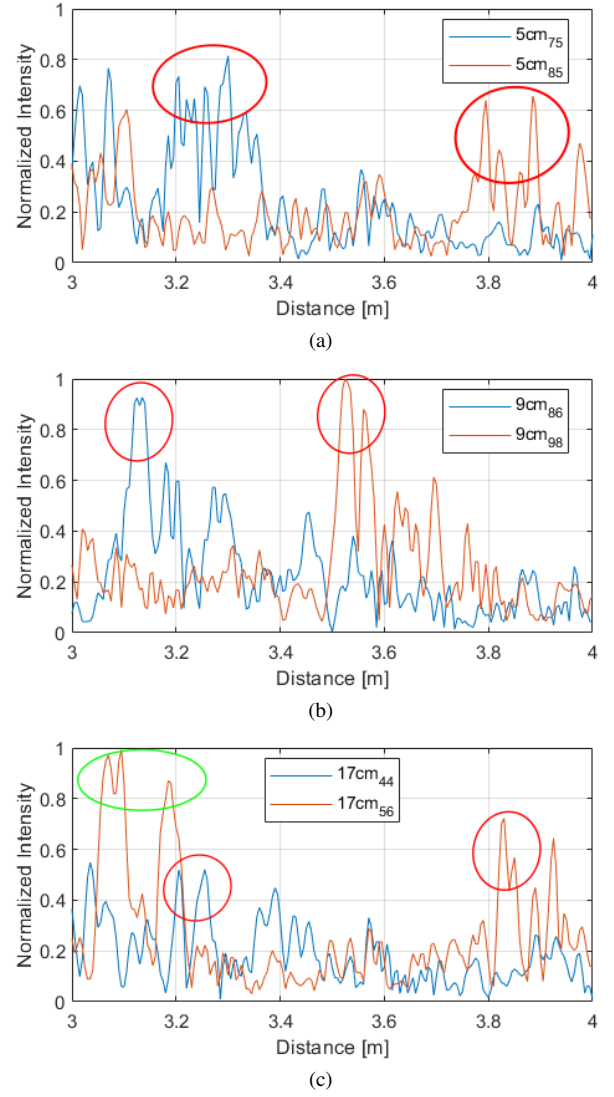 1
0.8
0.6
0.4
0.2
0
Normalized Intensity
5cm75
5cm85
3
3.2
3.4
3.6
3.8
4
Distance [m]
(a)
1
0.8
0.6
0.4
0.2
0
Normalized Intensity
9cm86
9cm98
3
3.2
3.4
3.6
3.8
4
Distance [m]
(b)
1
0.8
0.6
0.4
0.2
0
Normalized Intensity
17cm44
17cm56
3
3.2
3.4
3.6
3.8
4
Distance [m]
(c)